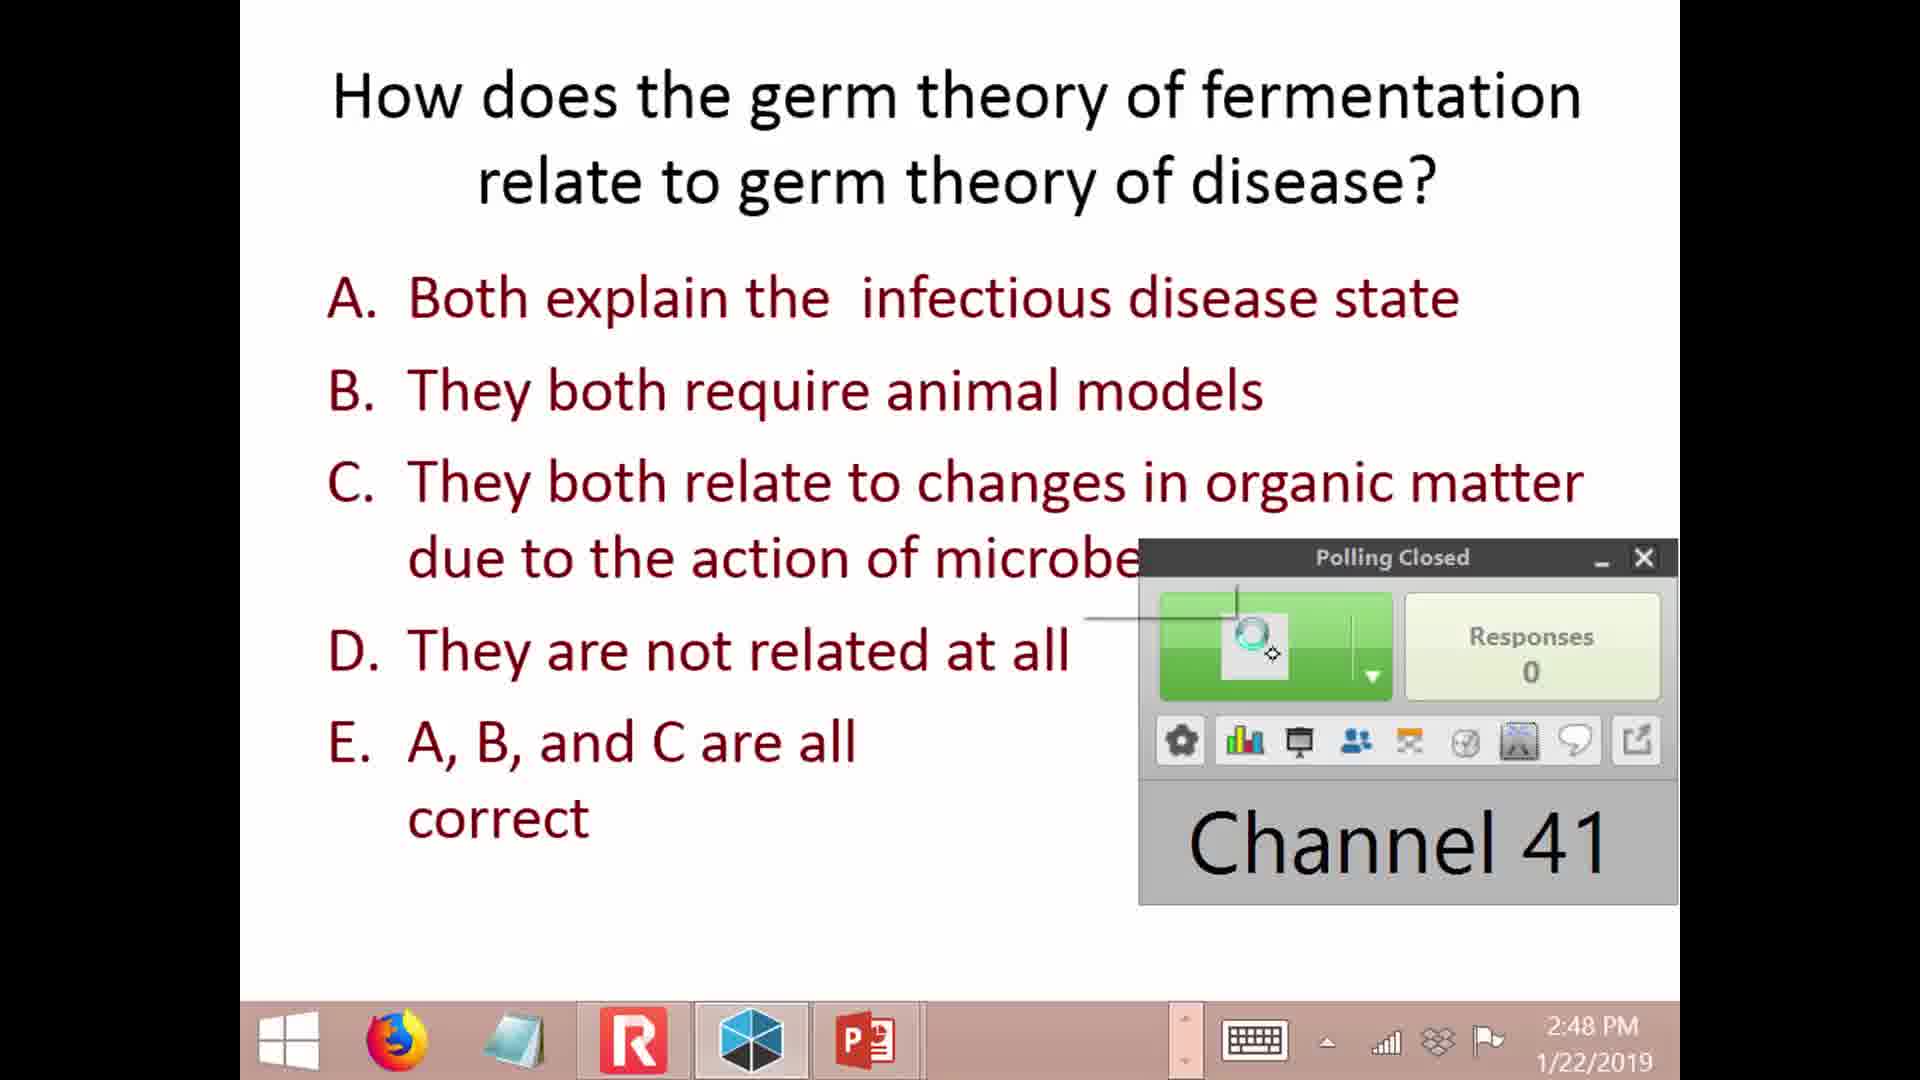 How does the germ theory of fermentation
relate to germ theory of disease?
A. Both explain the infectious disease state
B. They both require animal models
C. They both relate to changes in organic matter
due to the action of microbe
D. They are not related at all
E. A, B, and C are all
correct
Polling Closed
Responses
0
Channel 41
2:48 PM
1/22/2019